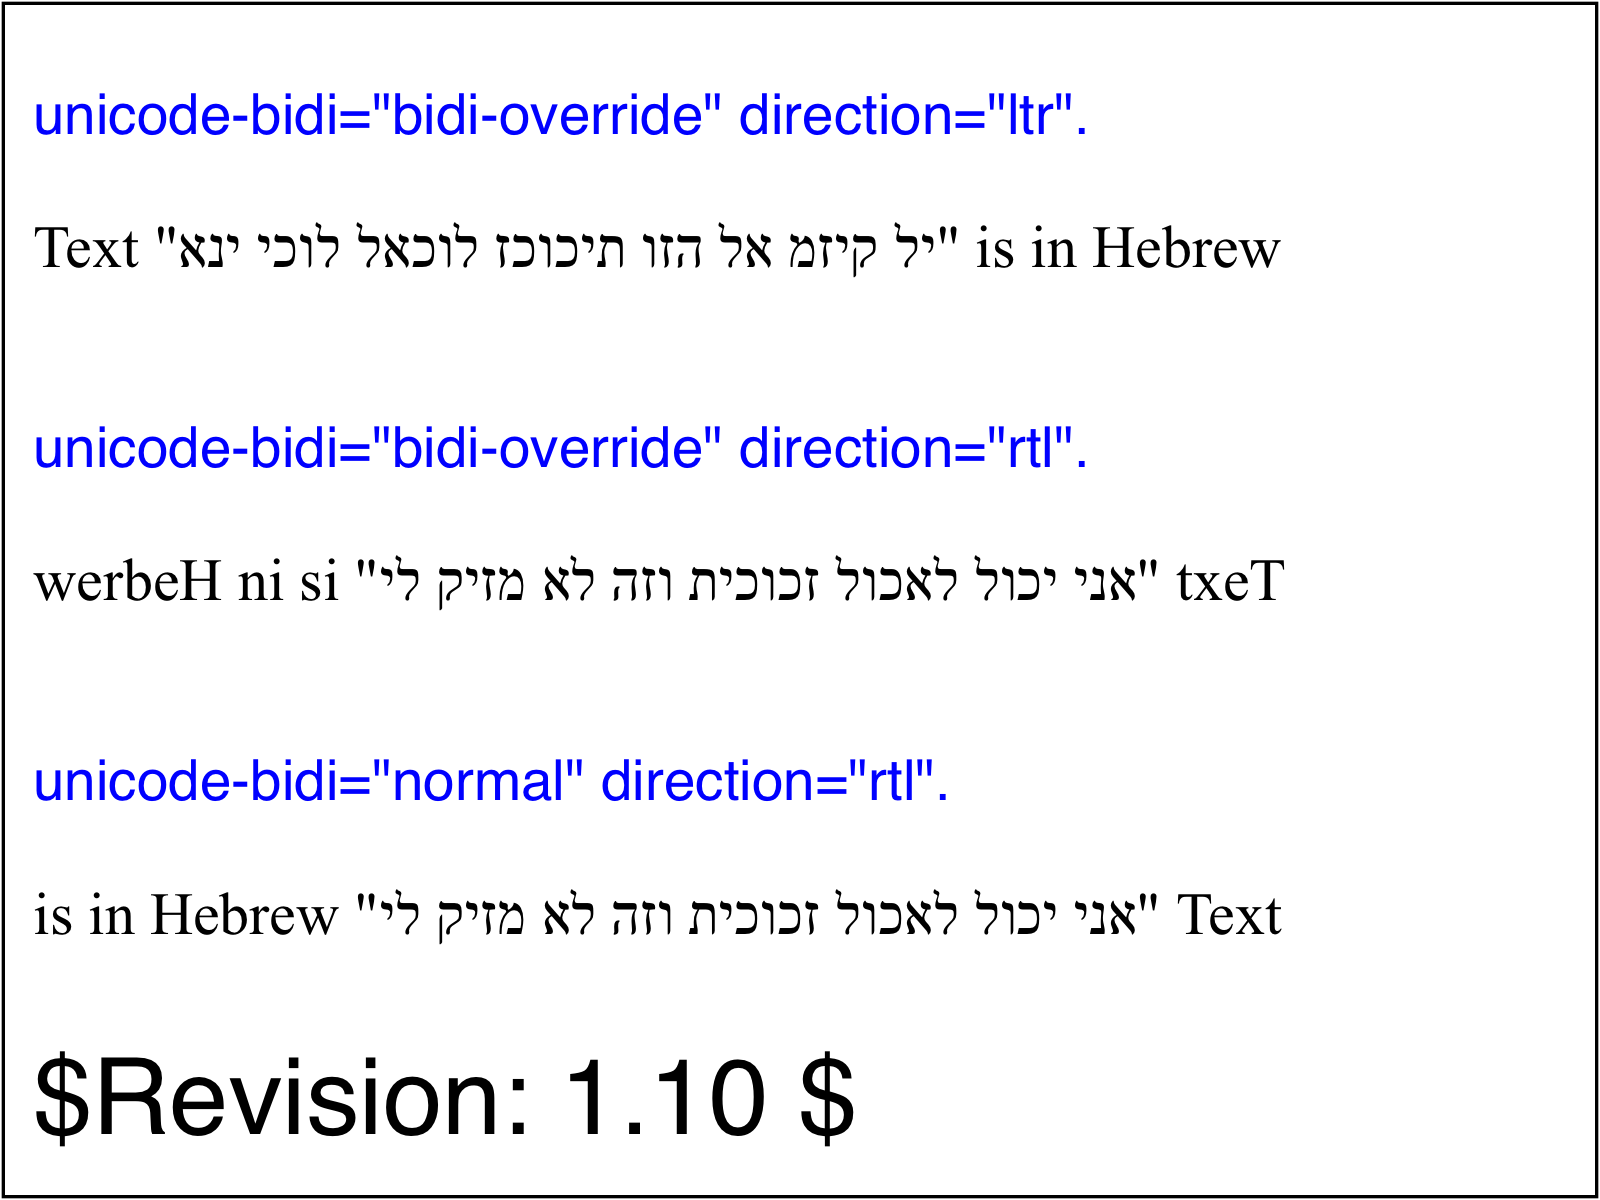 unicode-bidi="bidi-override" direction="ltr".
Text "יל קיזמ אל הזו תיכוכז לוכאל לוכי ינא" is in Hebrew
unicode-bidi="bidi-override" direction="rtl".
werbeH ni si "אני יכול לאכול זכוכית וזה לא מזיק לי" txeT
unicode-bidi="normal" direction="rtl".
is in Hebrew "אני יכול לאכול זכוכית וזה לא מזיק לי" Text
$Revision: 1.10 $